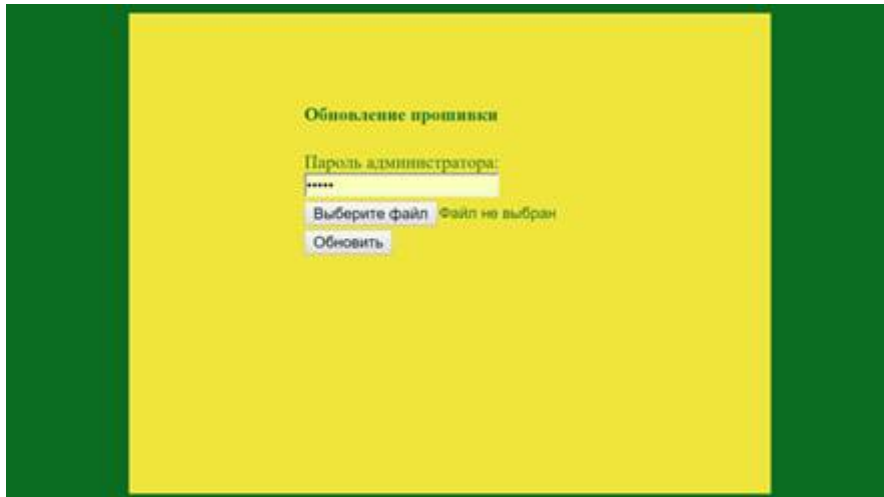 Обновление прошивки
Пароль администратора:
•••••
Выберите файл Файл не выбран
Обновить